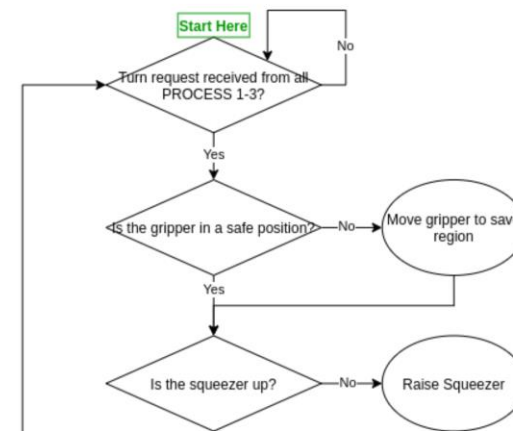 Start Here
No
Turn request received from all
PROCESS 1-3?
Yes
Is the gripper in a safe position?
No
Move gripper to save
region
Yes
Is the squeezer up?
No
Raise Squeezer